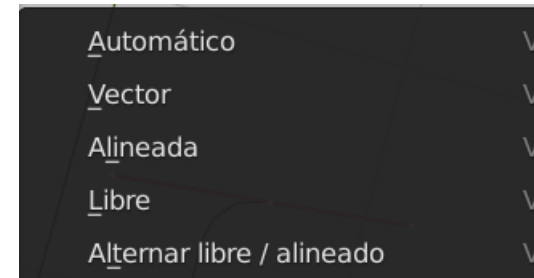 Automático V
Vector V
Alineada V
Libre V
Alternar libre / alineado V